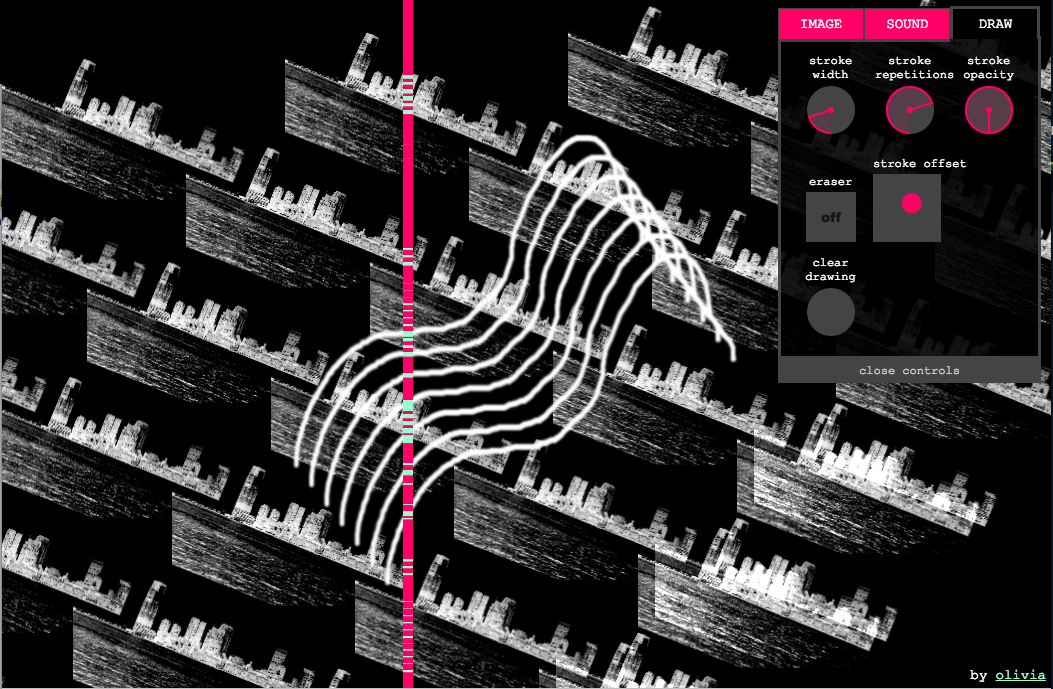 IMAGE SOUND DRAW
stroke width
stroke repetitions
stroke opacity
eraser
off
stroke offset
clear drawing
close controls
by olivia